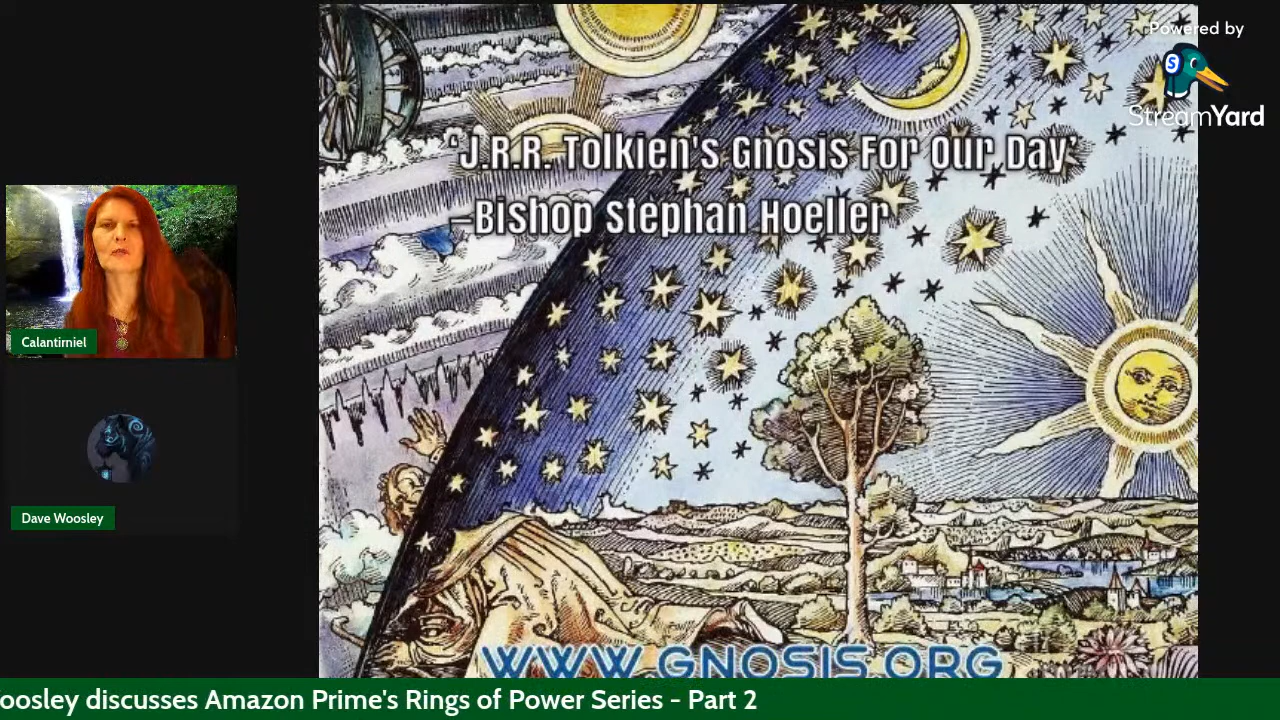 Powered by
StreamYard
'J.R.R. Tolkien's Gnosis For Our Day'
–Bishop Stephan Hoeller
Calantirniel
Dave Woosley
WWW.GNOSIS.ORG
oosley discusses Amazon Prime's Rings of Power Series - Part 2